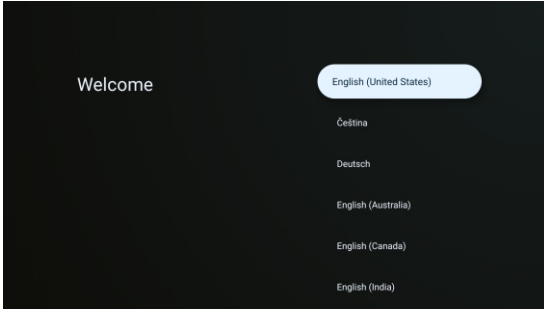 Welcome
English (United States)
Čeština
Deutsch
English (Australia)
English (Canada)
English (India)